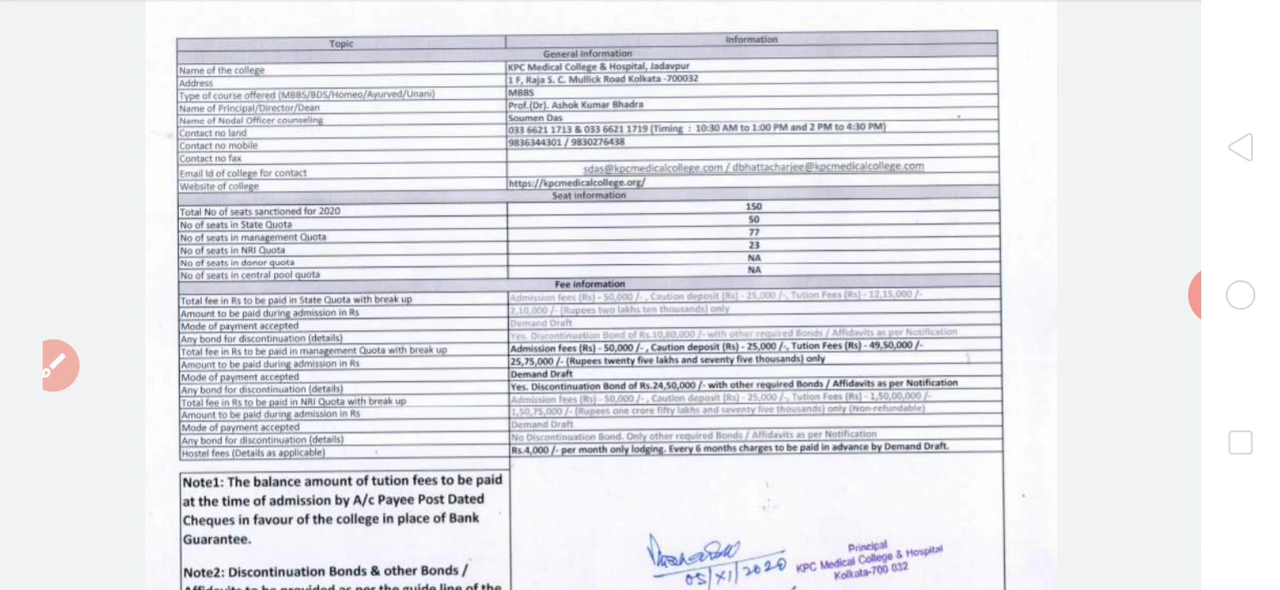 Topic Information
General Information
Name of the college KPC Medical College & Hospital, Jadavpur
Address 1 F, Raja S. C. Mullick Road Kolkata -700032
Type of course offered (MBBS/BDS/Homeo/Ayurved/Unani) MBBS
Name of Principal/Director/Dean Prof.(Dr). Ashok Kumar Bhadra
Name of Nodal Officer counseling Soumen Das
Contact no land 033 6621 1713 & 033 6621 1719 (Timing : 10:30 AM to 1:00 PM and 2 PM to 4:30 PM)
Contact no mobile 9836344301 / 9830276438
Contact no fax
Email Id of college for contact sdas@kpcmedicalcollege.com / dbhattacharjee@kpcmedicalcollege.com
Website of college https://kpcmedicalcollege.org/
Seat information
Total No of seats sanctioned for 2020 150
No of seats in State Quota 50
No of seats in management Quota 77
No of seats in NRI Quota 23
No of seats in donor quota NA
No of seats in central pool quota NA
Fee information
Total fee in Rs to be paid in State Quota with break up Admission fees (Rs) - 50,000 /- , Caution deposit (Rs) - 25,000 /-, Tution Fees (Rs) - 12,15,000 /-
Amount to be paid during admission in Rs 2,10,000 /- (Rupees two lakhs ten thousands) only
Mode of payment accepted Demand Draft
Any bond for discontinuation (details) Yes. Discontinuation Bond of Rs.10,80,000 /- with other required Bonds / Affidavits as per Notification
Total fee in Rs to be paid in management Quota with break up Admission fees (Rs) - 50,000 /- , Caution deposit (Rs) - 25,000 /-, Tution Fees (Rs) - 49,50,000 /-
Amount to be paid during admission in Rs 25,75,000 /- (Rupees twenty five lakhs and seventy five thousands) only
Mode of payment accepted Demand Draft
Any bond for discontinuation (details) Yes. Discontinuation Bond of Rs.24,50,000 /- with other required Bonds / Affidavits as per Notification
Total fee in Rs to be paid in NRI Quota with break up Admission fees (Rs) - 50,000 /- , Caution deposit (Rs) - 25,000 /-, Tution Fees (Rs) - 1,50,00,000 /-
Amount to be paid during admission in Rs 1,50,75,000 /- (Rupees one crore fifty lakhs and seventy five thousands) only (Non-refundable)
Mode of payment accepted Demand Draft
Any bond for discontinuation (details) No Discontinuation Bond. Only other required Bonds / Affidavits as per Notification
Hostel fees (Details as applicable) Rs.4,000 /- per month only lodging. Every 6 months charges to be paid in advance by Demand Draft.
Note1: The balance amount of tution fees to be paid
at the time of admission by A/c Payee Post Dated
Cheques in favour of the college in place of Bank
Guarantee.
Note2: Discontinuation Bonds & other Bonds /
Affidavits to be provided as per the guide line of the
05/XI/2020
Principal
KPC Medical College & Hospital
Kolkata-700 032